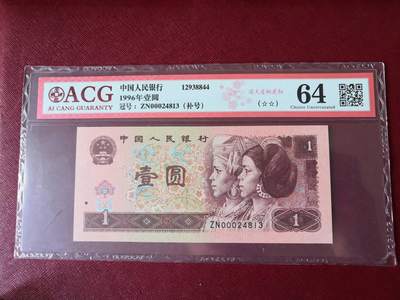 ACG
AI CANG GUARANTY
中国人民银行 12938844
1996年壹圆
冠号: ZN00024813 (补号)
(☆☆)
64
Choice Uncirculated
中国人民银行
壹圆
1
1
1
ZN00024813